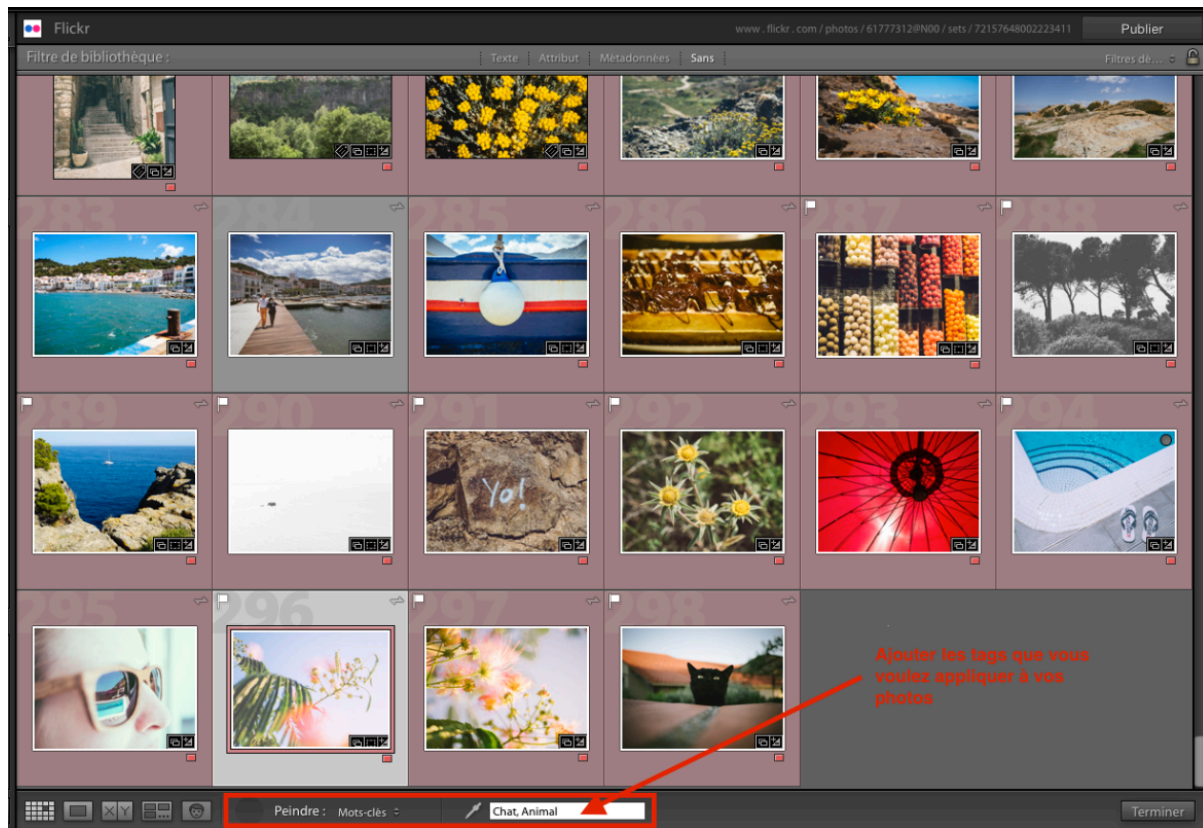 Flickr
www.flickr.com/photos/61777312@N00/sets/72157648002223411
Publier
Filtre de bibliothèque :
Texte
Attribut
Métadonnées
Sans
Filtres dé...
283
284
285
286
287
288
289
290
291
292
293
294
Yo!
295
296
297
298
Ajouter les tags que vous
voulez appliquer à vos
photos
XY
Peindre :
Mots-clés
Chat, Animal
Terminer